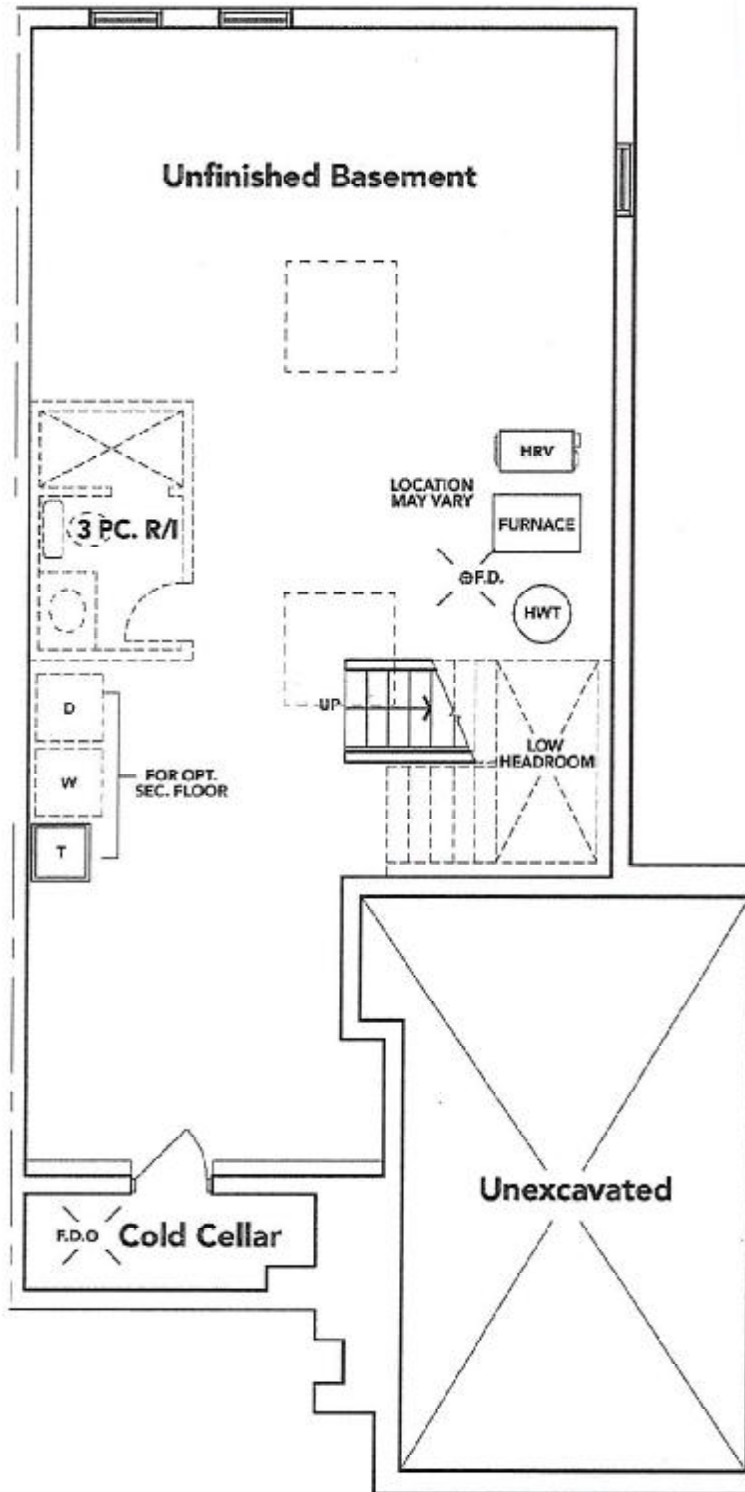 Unfinished Basement
HRV
LOCATION
MAY VARY
FURNACE
3 PC. R/I
F.D.
HWT
UP
LOW
HEADROOM
D
W
T
FOR OPT.
SEC. FLOOR
F.D.O
Cold Cellar
Unexcavated